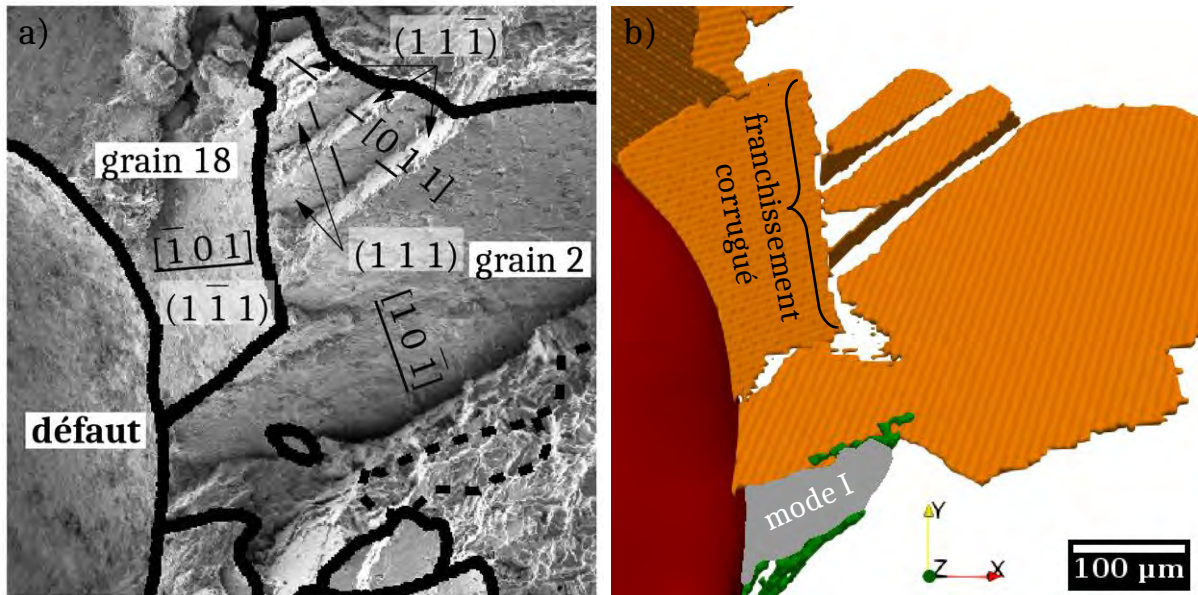 a)
(1 1 1̅)
[0 1 1]
grain 18
[1̅ 0 1]
(1 1̅ 1)
(1 1 1)
grain 2
[1 0 1̅]
défaut
b)
franchissement
corrugué
mode I
Y
Z
X
100 μm